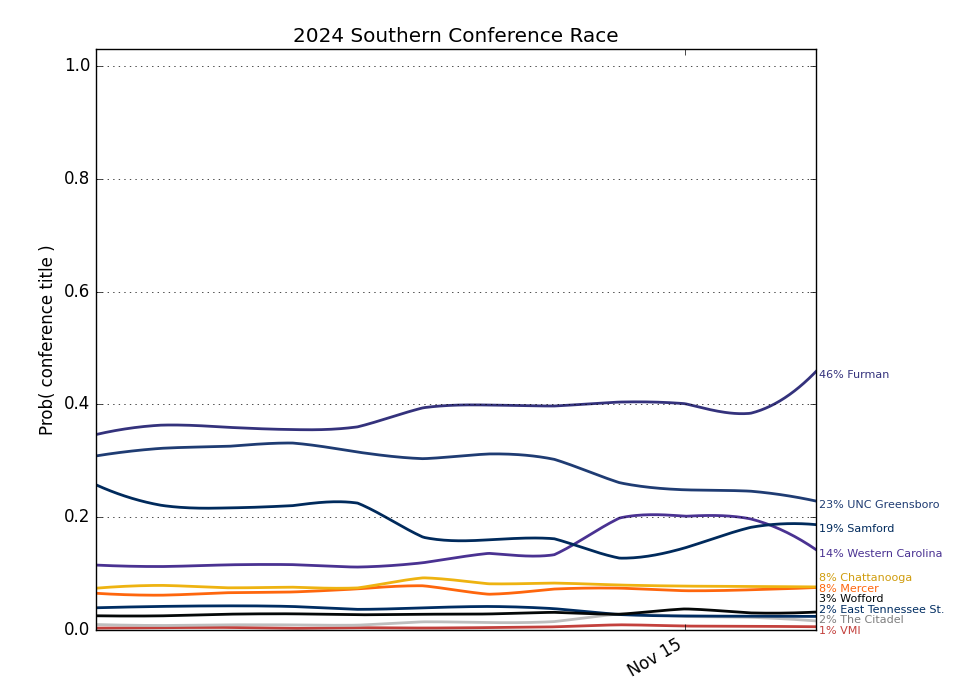 2024 Southern Conference Race
Prob( conference title )
1.0
0.8
0.6
0.4
0.2
0.0
46% Furman
23% UNC Greensboro
19% Samford
14% Western Carolina
8% Chattanooga
8% Mercer
3% Wofford
2% East Tennessee St.
2% The Citadel
1% VMI
Nov 15